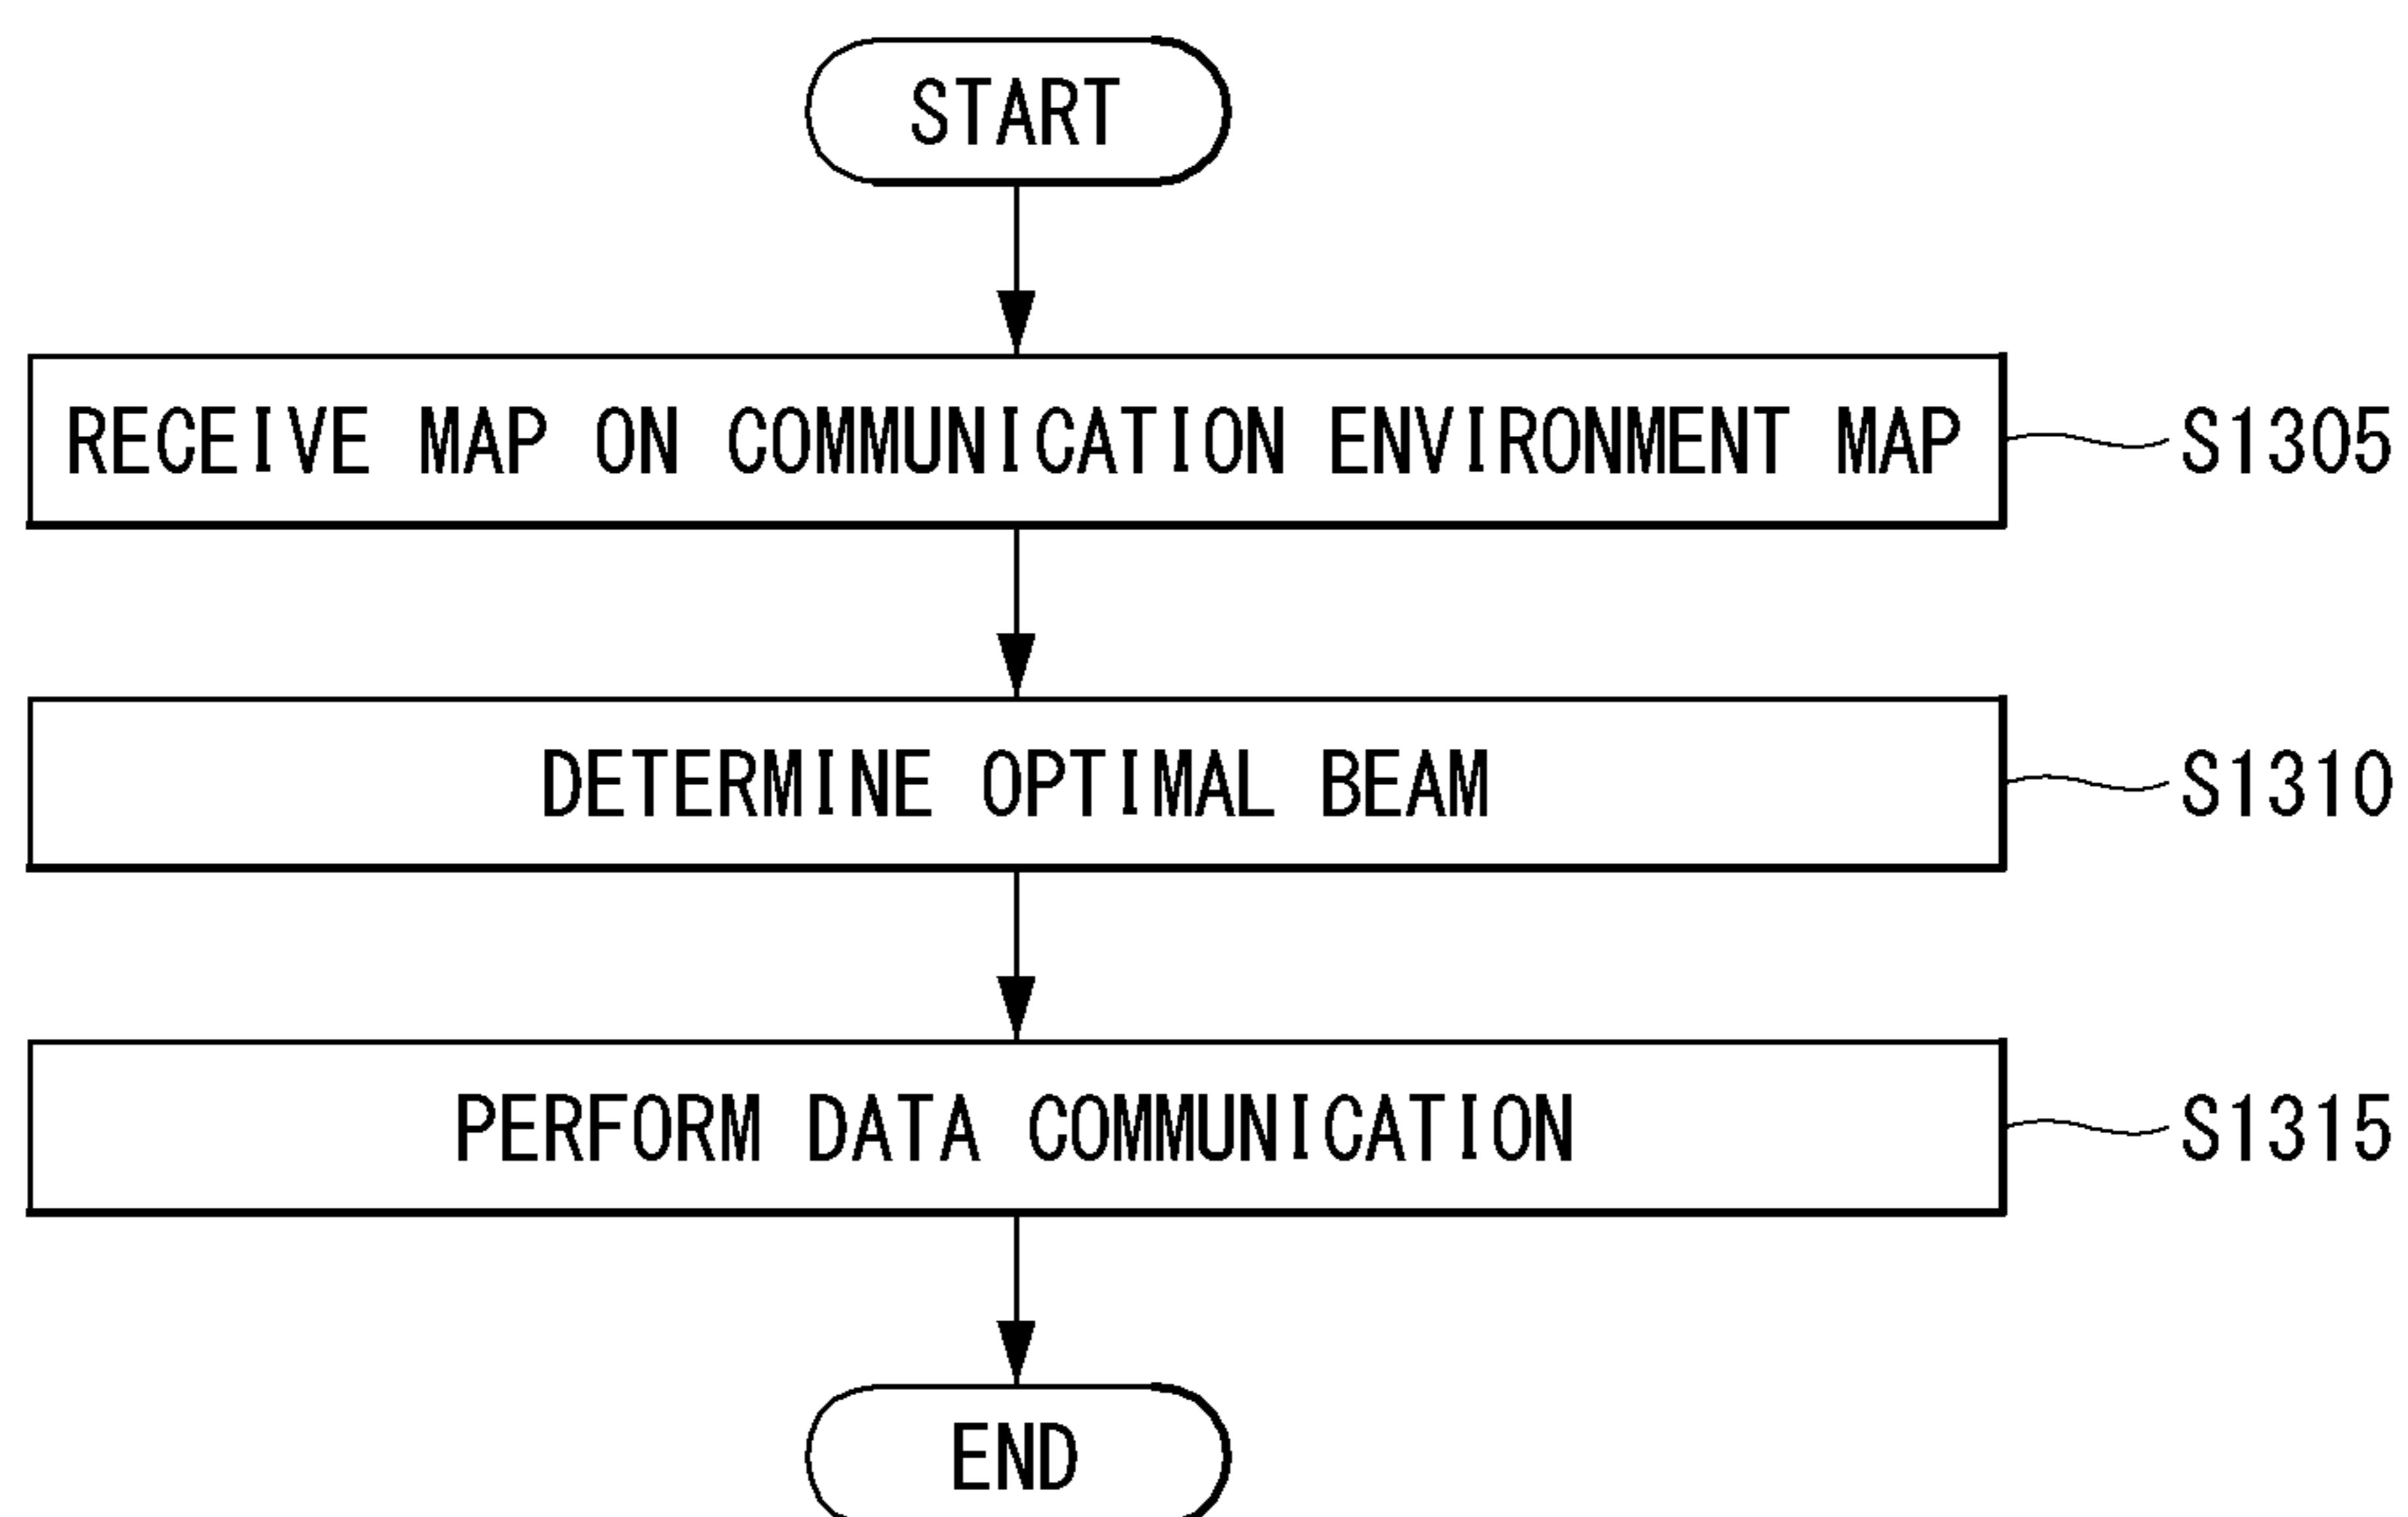 START
RECEIVE MAP ON COMMUNICATION ENVIRONMENT MAP
S1305
DETERMINE OPTIMAL BEAM
S1310
PERFORM DATA COMMUNICATION
S1315
END